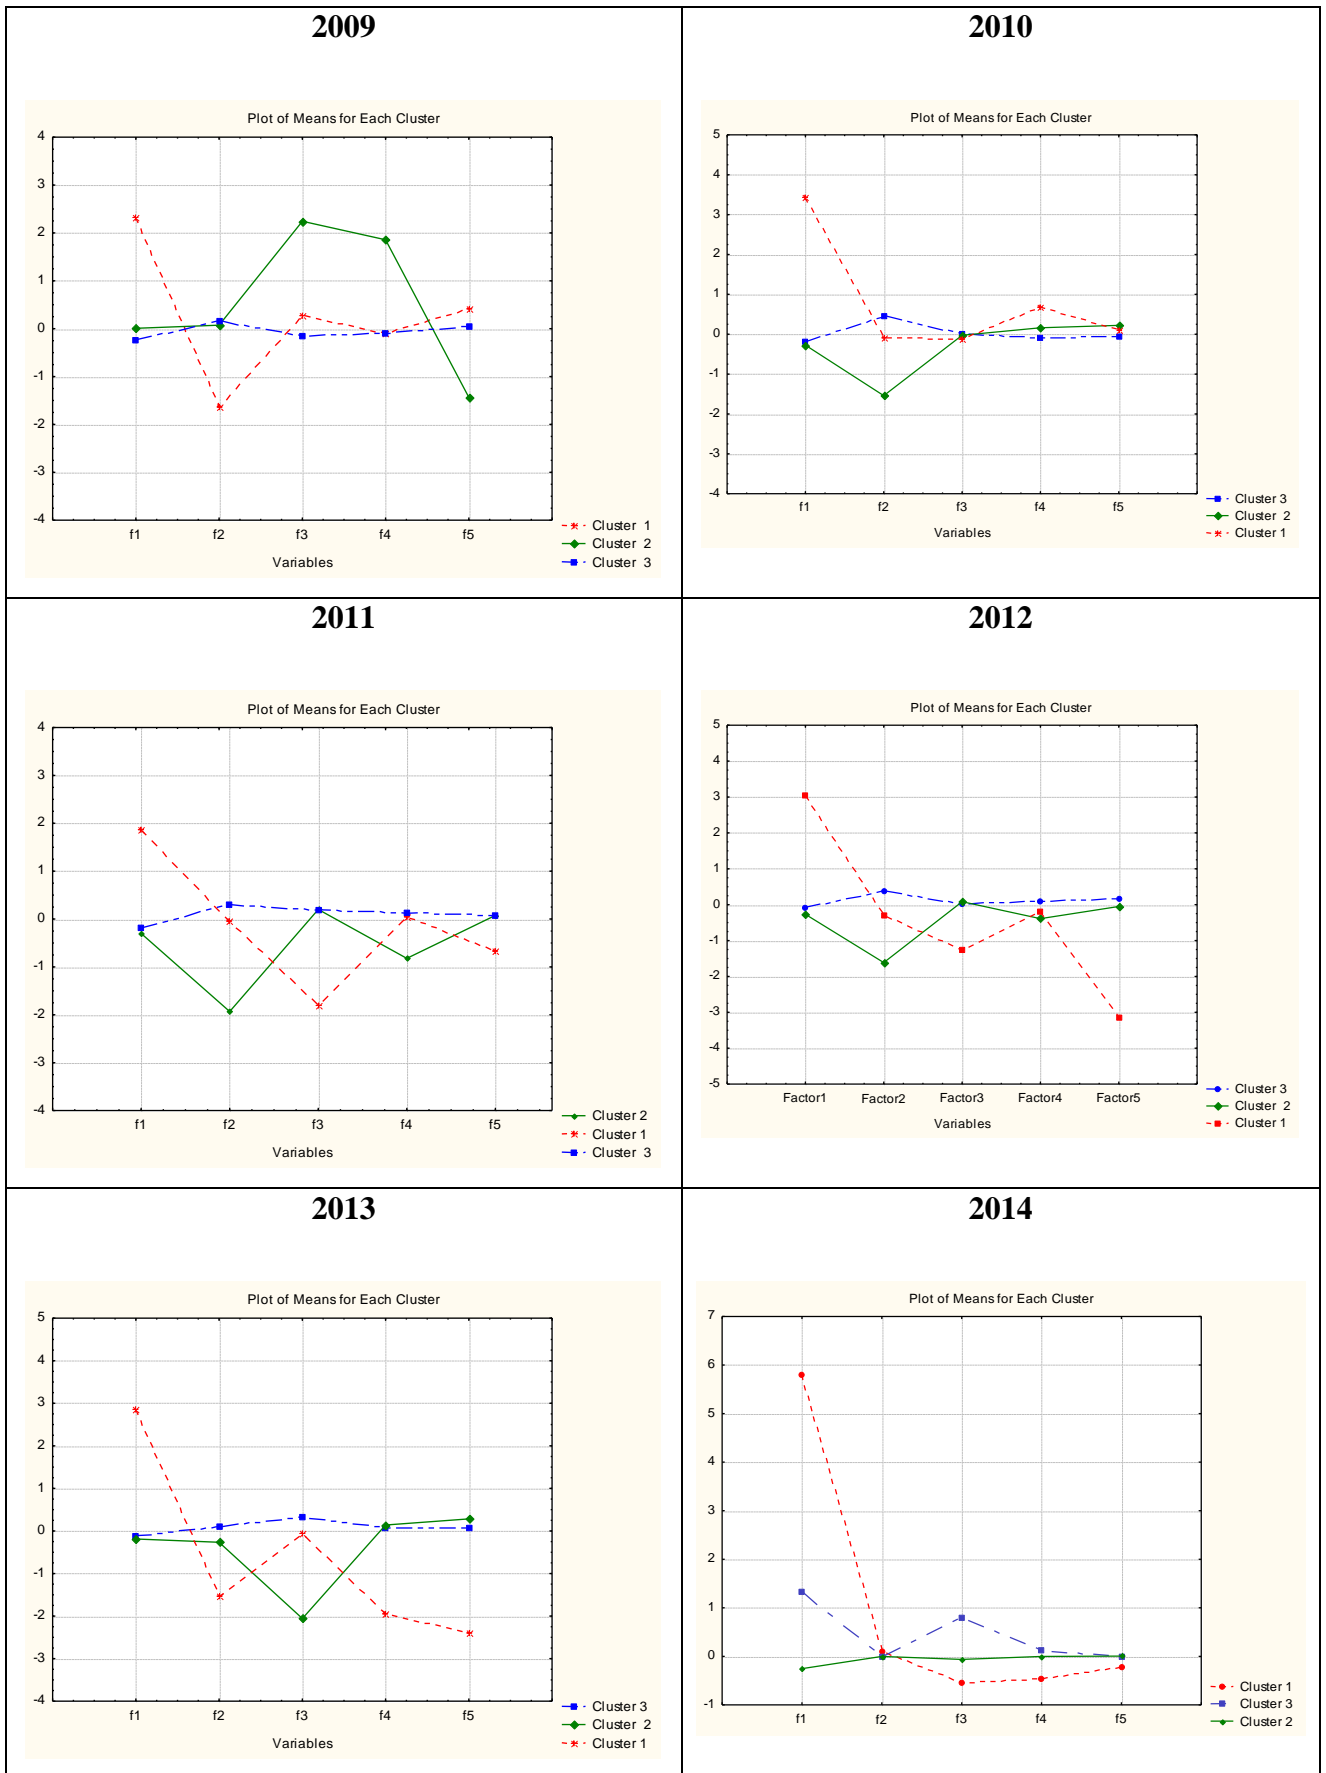 2009
Plot of Means for Each Cluster
4
3
2
1
0
-1
-2
-3
-4
f1 f2 f3 f4 f5
Variables
Cluster 1
Cluster 2
Cluster 3
2010
Plot of Means for Each Cluster
5
4
3
2
1
0
-1
-2
-3
-4
f1 f2 f3 f4 f5
Variables
Cluster 3
Cluster 2
Cluster 1
2011
Plot of Means for Each Cluster
4
3
2
1
0
-1
-2
-3
-4
f1 f2 f3 f4 f5
Variables
Cluster 2
Cluster 1
Cluster 3
2012
Plot of Means for Each Cluster
5
4
3
2
1
0
-1
-2
-3
-4
-5
Factor1 Factor2 Factor3 Factor4 Factor5
Variables
Cluster 3
Cluster 2
Cluster 1
2013
Plot of Means for Each Cluster
5
4
3
2
1
0
-1
-2
-3
-4
f1 f2 f3 f4 f5
Variables
Cluster 3
Cluster 2
Cluster 1
2014
Plot of Means for Each Cluster
7
6
5
4
3
2
1
0
-1
f1 f2 f3 f4 f5
Cluster 1
Cluster 3
Cluster 2